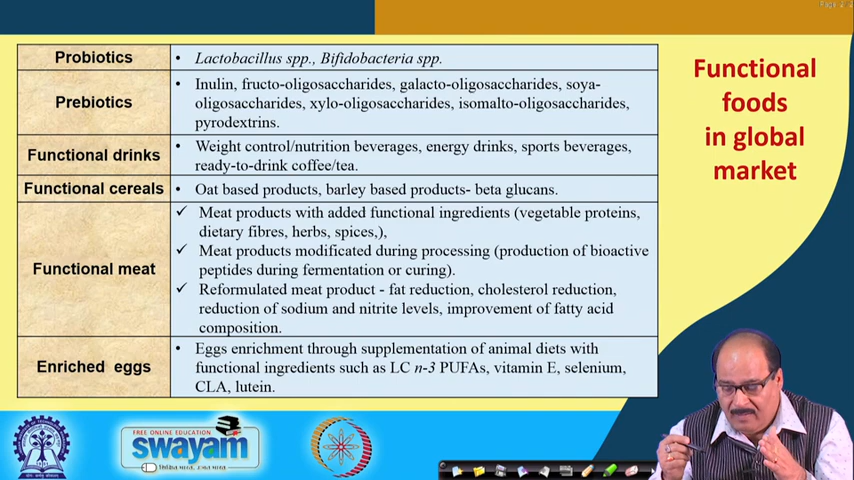 Probiotics
• Lactobacillus spp., Bifidobacteria spp.
Prebiotics
• Inulin, fructo-oligosaccharides, galacto-oligosaccharides, soya-
oligosaccharides, xylo-oligosaccharides, isomalto-oligosaccharides,
pyrodextrins.
Functional drinks
• Weight control/nutrition beverages, energy drinks, sports beverages,
ready-to-drink coffee/tea.
Functional cereals
• Oat based products, barley based products- beta glucans.
Functional meat
✓ Meat products with added functional ingredients (vegetable proteins,
dietary fibres, herbs, spices,),
✓ Meat products modificated during processing (production of bioactive
peptides during fermentation or curing).
✓ Reformulated meat product - fat reduction, cholesterol reduction,
reduction of sodium and nitrite levels, improvement of fatty acid
composition.
Enriched eggs
• Eggs enrichment through supplementation of animal diets with
functional ingredients such as LC n-3 PUFAs, vitamin E, selenium,
CLA, lutein.
Functional
foods
in global
market
FREE ONLINE EDUCATION
swayam
शिक्षित भारत, उन्नत भारत